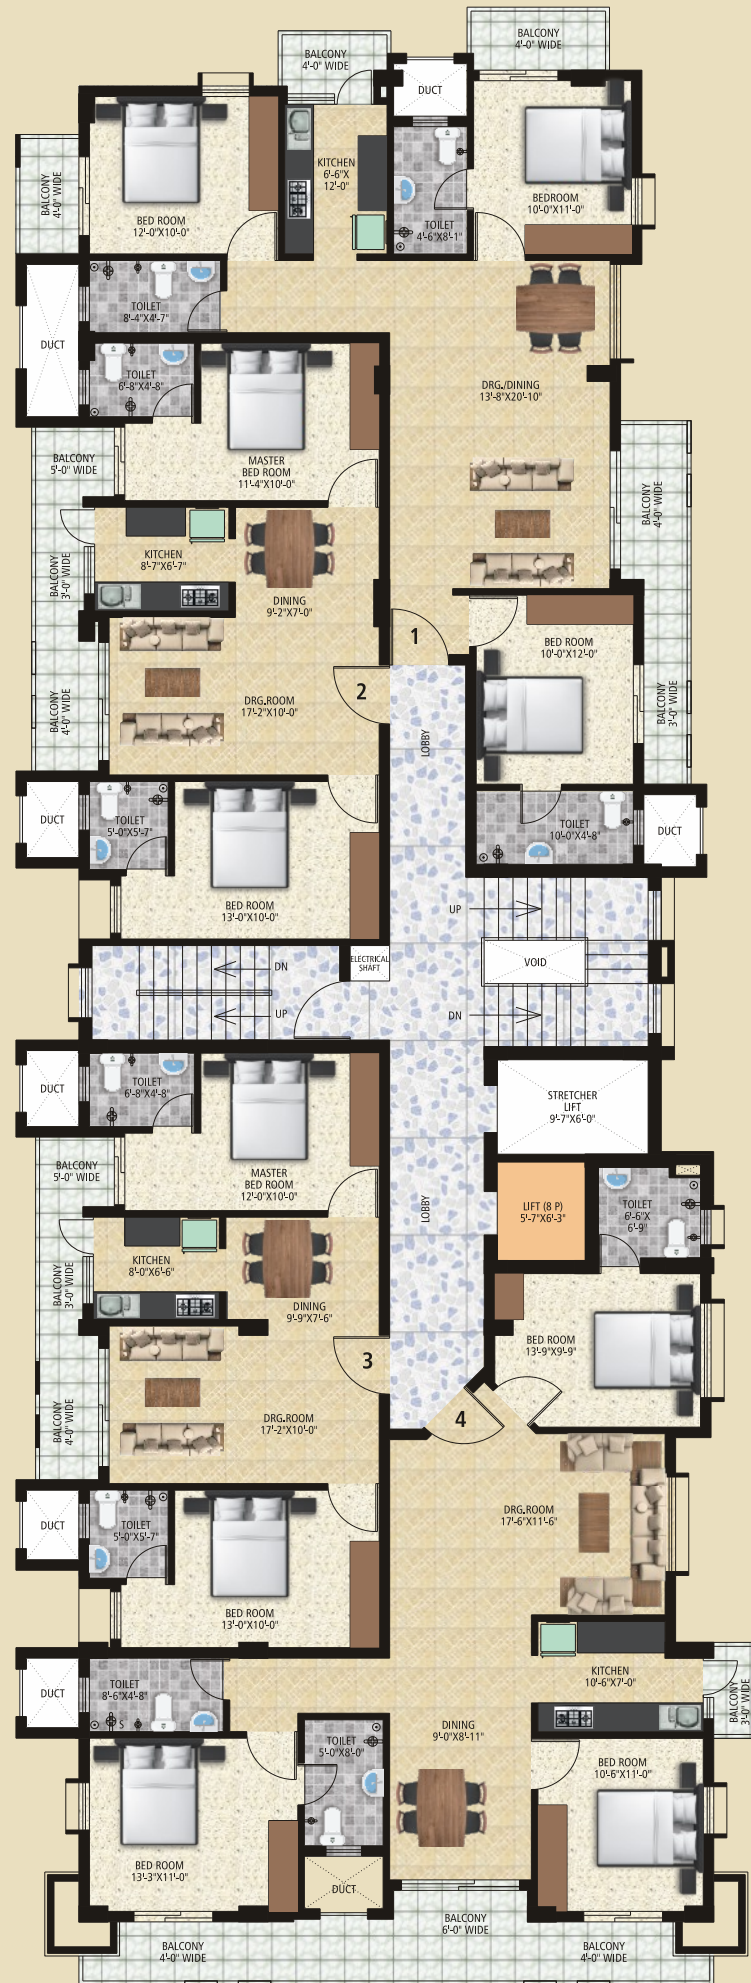 BALCONY
4'-0" WIDE
BALCONY
4'-0" WIDE
DUCT
KITCHEN
6'-6"X
12'-0"
BALCONY
4'-0" WIDE
BED ROOM
12'-0"X10'-0"
BEDROOM
10'-0"X11'-0"
TOILET
4'-6"X8'-1"
TOILET
8'-4"X4'-7"
DUCT
TOILET
6'-8"X4'-8"
DRG./DINING
13'-8"X20'-10"
MASTER
BED ROOM
11'-4"X10'-0"
BALCONY
5'-0" WIDE
BALCONY
4'-0" WIDE
KITCHEN
8'-7"X6'-7"
BALCONY
3'-0" WIDE
DINING
9'-2"X7'-0"
1
BED ROOM
10'-0"X12'-0"
2
DRG.ROOM
17'-2"X10'-0"
BALCONY
4'-0" WIDE
BALCONY
3'-0" WIDE
LOBBY
DUCT
TOILET
5'-0"X5'-7"
TOILET
10'-0"X4'-8"
DUCT
BED ROOM
13'-0"X10'-0"
UP
ELECTRICAL
SHAFT
VOID
DN
UP
DN
DUCT
TOILET
6'-8"X4'-8"
STRETCHER
LIFT
9'-7"X6'-0"
BALCONY
5'-0" WIDE
MASTER
BED ROOM
12'-0"X10'-0"
LOBBY
LIFT (8 P)
5'-7"X6'-3"
TOILET
6'-6"X
6'-9"
KITCHEN
8'-0"X6'-6"
BALCONY
3'-0" WIDE
DINING
9'-9"X7'-6"
BED ROOM
13'-9"X9'-9"
3
DRG.ROOM
17'-2"X10'-0"
4
BALCONY
4'-0" WIDE
DRG.ROOM
17'-6"X11'-6"
DUCT
TOILET
5'-0"X5'-7"
BED ROOM
13'-0"X10'-0"
DUCT
TOILET
8'-6"X4'-8"
S
KITCHEN
10'-6"X7'-0"
BALCONY
3'-0" WIDE
DINING
9'-0"X8'-11"
TOILET
5'-0"X8'-0"
BED ROOM
10'-6"X11'-0"
BED ROOM
13'-3"X11'-0"
DUCT
BALCONY
6'-0" WIDE
BALCONY
4'-0" WIDE
BALCONY
4'-0" WIDE